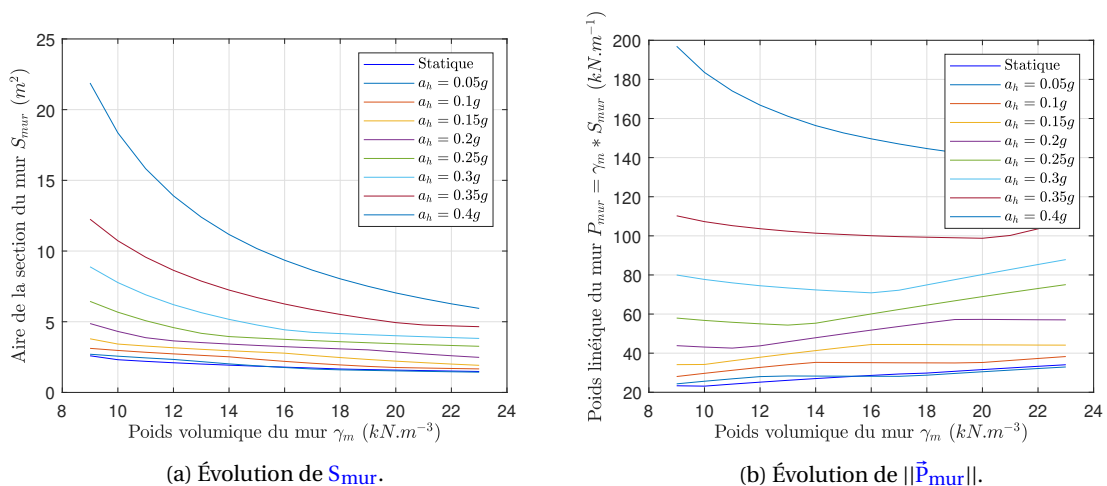 Aire de la section du mur S_mur (m²)
25
20
15
10
5
0
8 10 12 14 16 18 20 22 24
Poids volumique du mur γ_m (kN.m⁻³)
Statique
a_h = 0.05g
a_h = 0.1g
a_h = 0.15g
a_h = 0.2g
a_h = 0.25g
a_h = 0.3g
a_h = 0.35g
a_h = 0.4g
(a) Évolution de S_mur.
Poids linéique du mur P_mur = γ_m * S_mur (kN.m⁻¹)
200
180
160
140
120
100
80
60
40
20
8 10 12 14 16 18 20 22 24
Poids volumique du mur γ_m (kN.m⁻³)
Statique
a_h = 0.05g
a_h = 0.1g
a_h = 0.15g
a_h = 0.2g
a_h = 0.25g
a_h = 0.3g
a_h = 0.35g
a_h = 0.4g
(b) Évolution de ||P⃗_mur||.